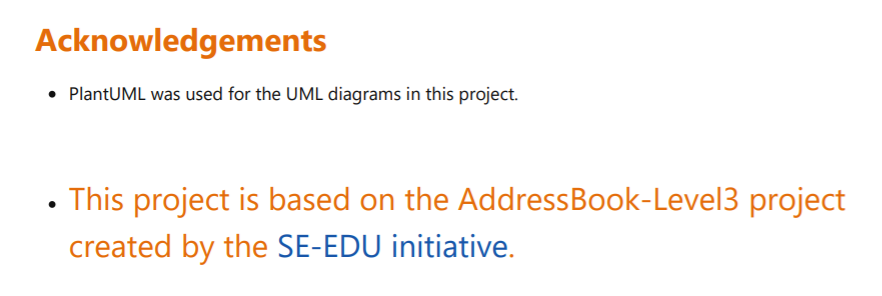 Acknowledgements
• PlantUML was used for the UML diagrams in this project.
• This project is based on the AddressBook-Level3 project
created by the SE-EDU initiative.